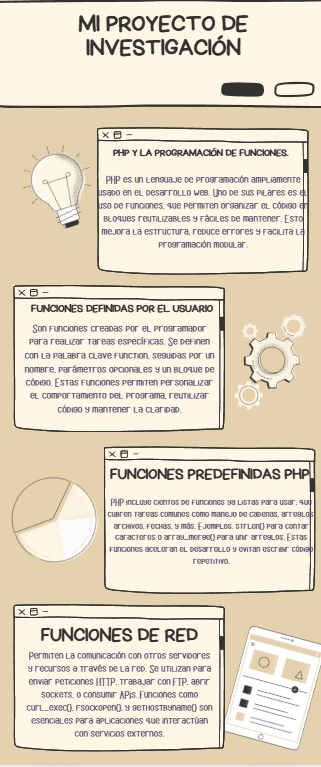 MI PROYECTO DE
INVESTIGACIÓN
PHP Y LA PROGRAMACIÓN DE FUNCIONES.
PHP es un lenguaje de programación ampliamente
usado en el desarrollo web. Uno de sus pilares es el
uso de funciones, que permiten organizar el código en
bloques reutilizables y fáciles de mantener. Esto
mejora la estructura, reduce errores y facilita la
programación modular.
FUNCIONES DEFINIDAS POR EL USUARIO
Son funciones creadas por el programador
para realizar tareas específicas. Se definen
con la palabra clave function, seguidas por un
nombre, parámetros opcionales y un bloque de
código. Estas funciones permiten personalizar
el comportamiento del programa, reutilizar
código y mantener la claridad.
FUNCIONES PREDEFINIDAS PHP
PHP incluye cientos de funciones ya listas para usar, que
cubren tareas comunes como manejo de cadenas, arreglos,
archivos, fechas, y más. Ejemplos: strlen() para contar
caracteres o array_merge() para unir arreglos. Estas
funciones aceleran el desarrollo y evitan escribir código
repetitivo.
FUNCIONES DE RED
Permiten la comunicación con otros servidores
y recursos a través de la red. Se utilizan para
enviar peticiones HTTP, trabajar con FTP, abrir
sockets, o consumir APIs. Funciones como
curl_exec(), fsockopen(), y gethostbyname() son
esenciales para aplicaciones que interactúan
con servicios externos.